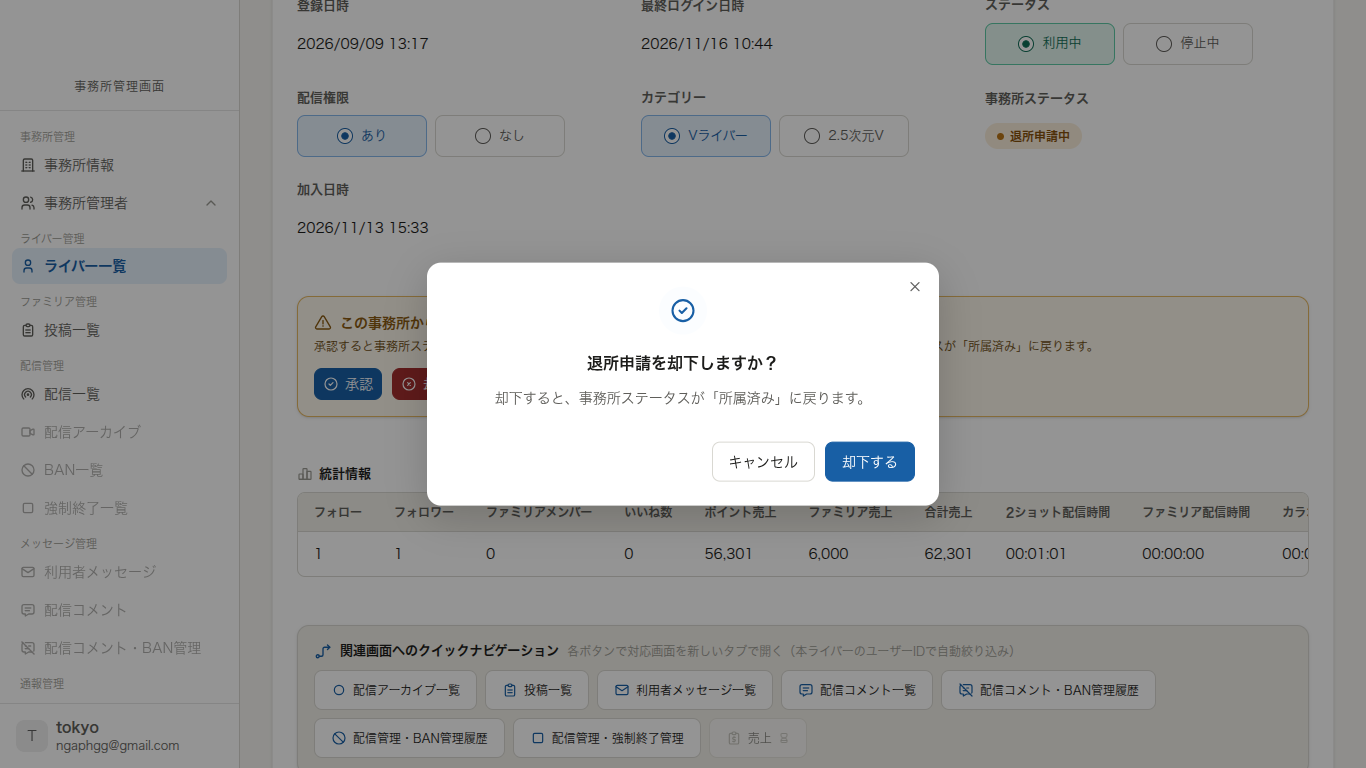 事務所管理画面
事務所管理
事務所情報
事務所管理者
ライバー管理
ライバー一覧
ファミリア管理
投稿一覧
配信管理
配信一覧
配信アーカイブ
BAN一覧
強制終了一覧
メッセージ管理
利用者メッセージ
配信コメント
配信コメント・BAN管理
通報管理
T
tokyo
ngaphgg@gmail.com
登録日時
最終ログイン日時
ステータス
2026/09/09 13:17
2026/11/16 10:44
利用中
停止中
配信権限
カテゴリー
事務所ステータス
あり
なし
Vライバー
2.5次元V
退所申請中
加入日時
2026/11/13 15:33
この事務所か
承認すると事務所ス
が「所属済み」に戻ります。
承認
退所申請を却下しますか？
却下すると、事務所ステータスが「所属済み」に戻ります。
キャンセル
却下する
統計情報
フォロー
フォロワー
ファミリアメンバー
いいね数
ポイント売上
ファミリア売上
合計売上
2ショット配信時間
ファミリア配信時間
カラ
1
1
0
0
56,301
6,000
62,301
00:01:01
00:00:00
00:0
関連画面へのクイックナビゲーション
各ボタンで対応画面を新しいタブで開く（本ライバーのユーザーIDで自動絞り込み）
配信アーカイブ一覧
投稿一覧
利用者メッセージ一覧
配信コメント一覧
配信コメント・BAN管理履歴
配信管理・BAN管理履歴
配信管理・強制終了管理
売上